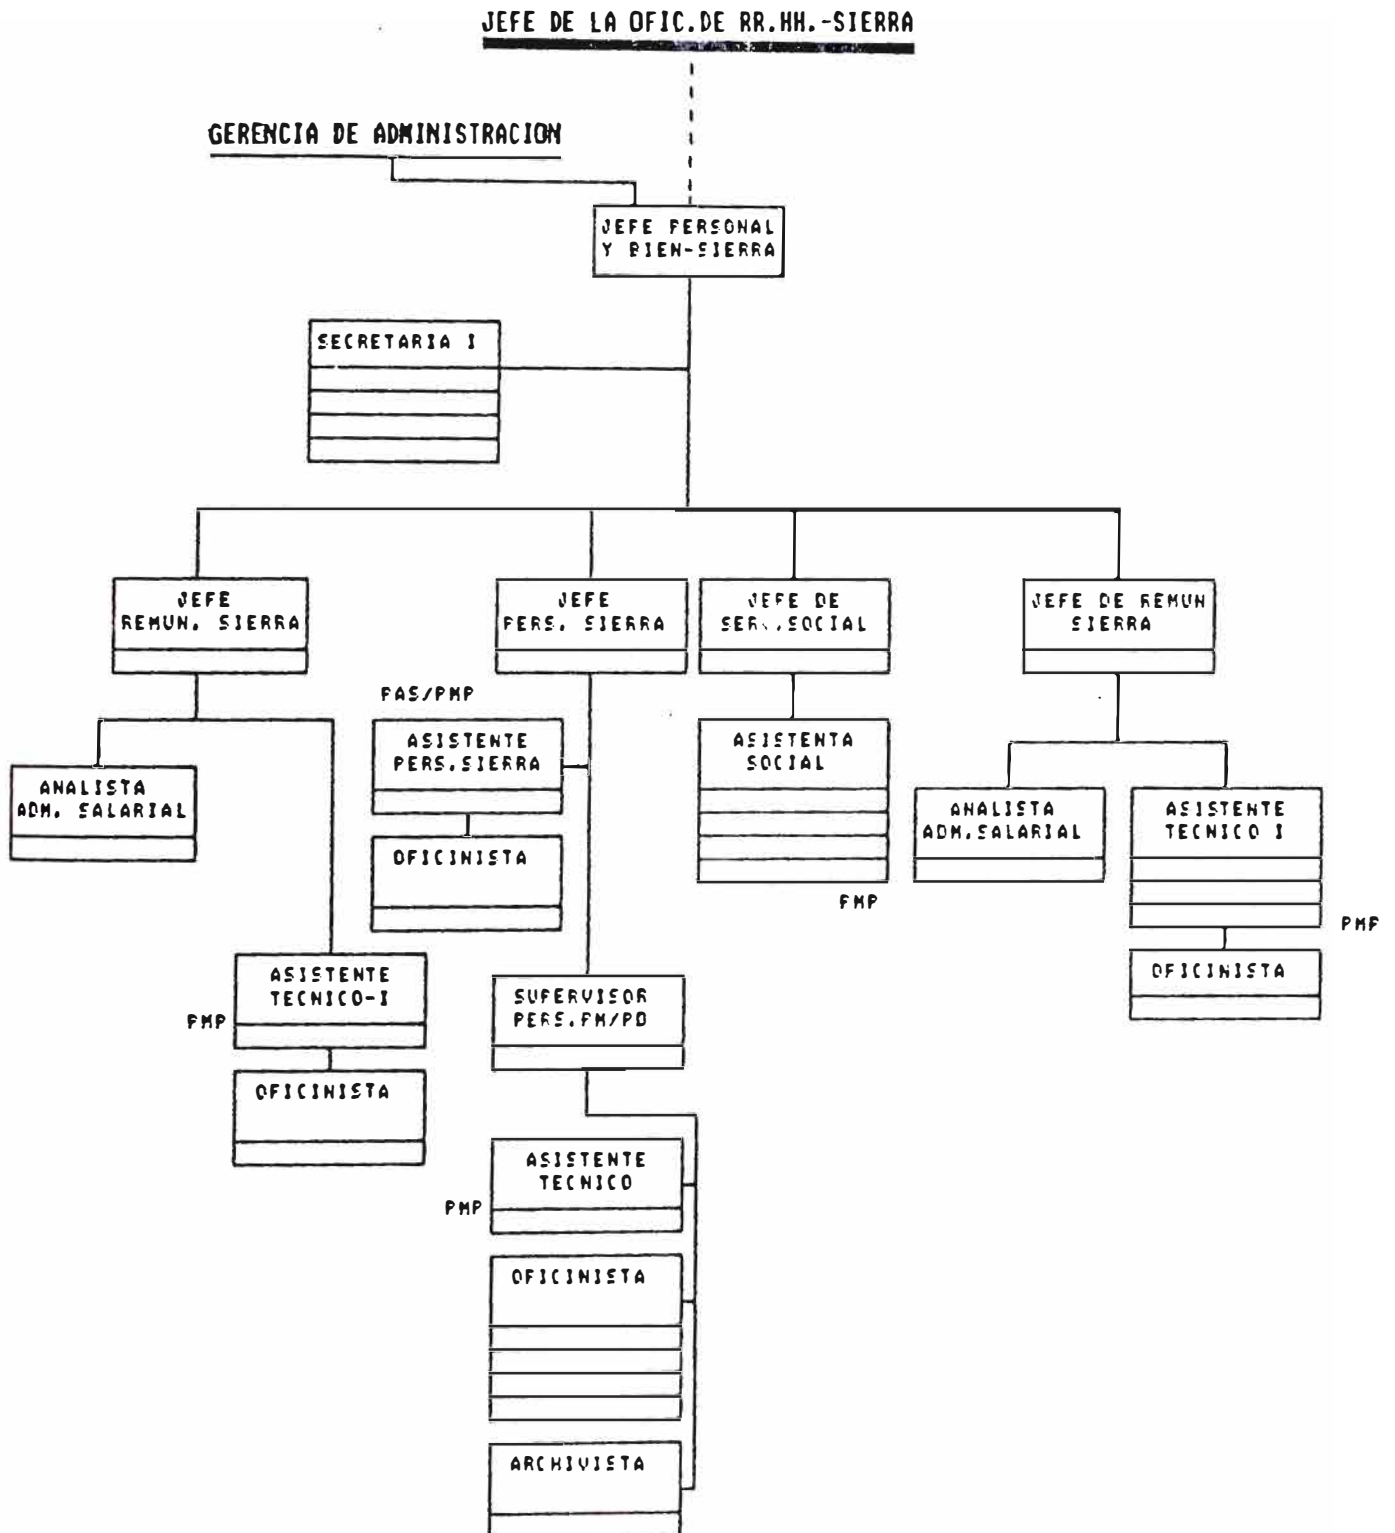 JEFE DE LA OFIC.DE RR.HH.-SIERRA
GERENCIA DE ADMINISTRACION
JEFE PERSONAL
Y BIEN-SIERRA
SECRETARIA I
JEFE
REMUN. SIERRA
JEFE
PERS. SIERRA
JEFE DE
SERV.SOCIAL
JEFE DE REMUN
SIERRA
ANALISTA
ADM. SALARIAL
PAS/PMP
ASISTENTE
PERS.SIERRA
OFICINISTA
ASISTENTA
SOCIAL
PMP
ANALISTA
ADM.SALARIAL
ASISTENTE
TECNICO I
PMP
OFICINISTA
ASISTENTE
TECNICO-I
PMP
OFICINISTA
SUPERVISOR
PERS.PM/PD
ASISTENTE
TECNICO
PMP
OFICINISTA
ARCHIVISTA